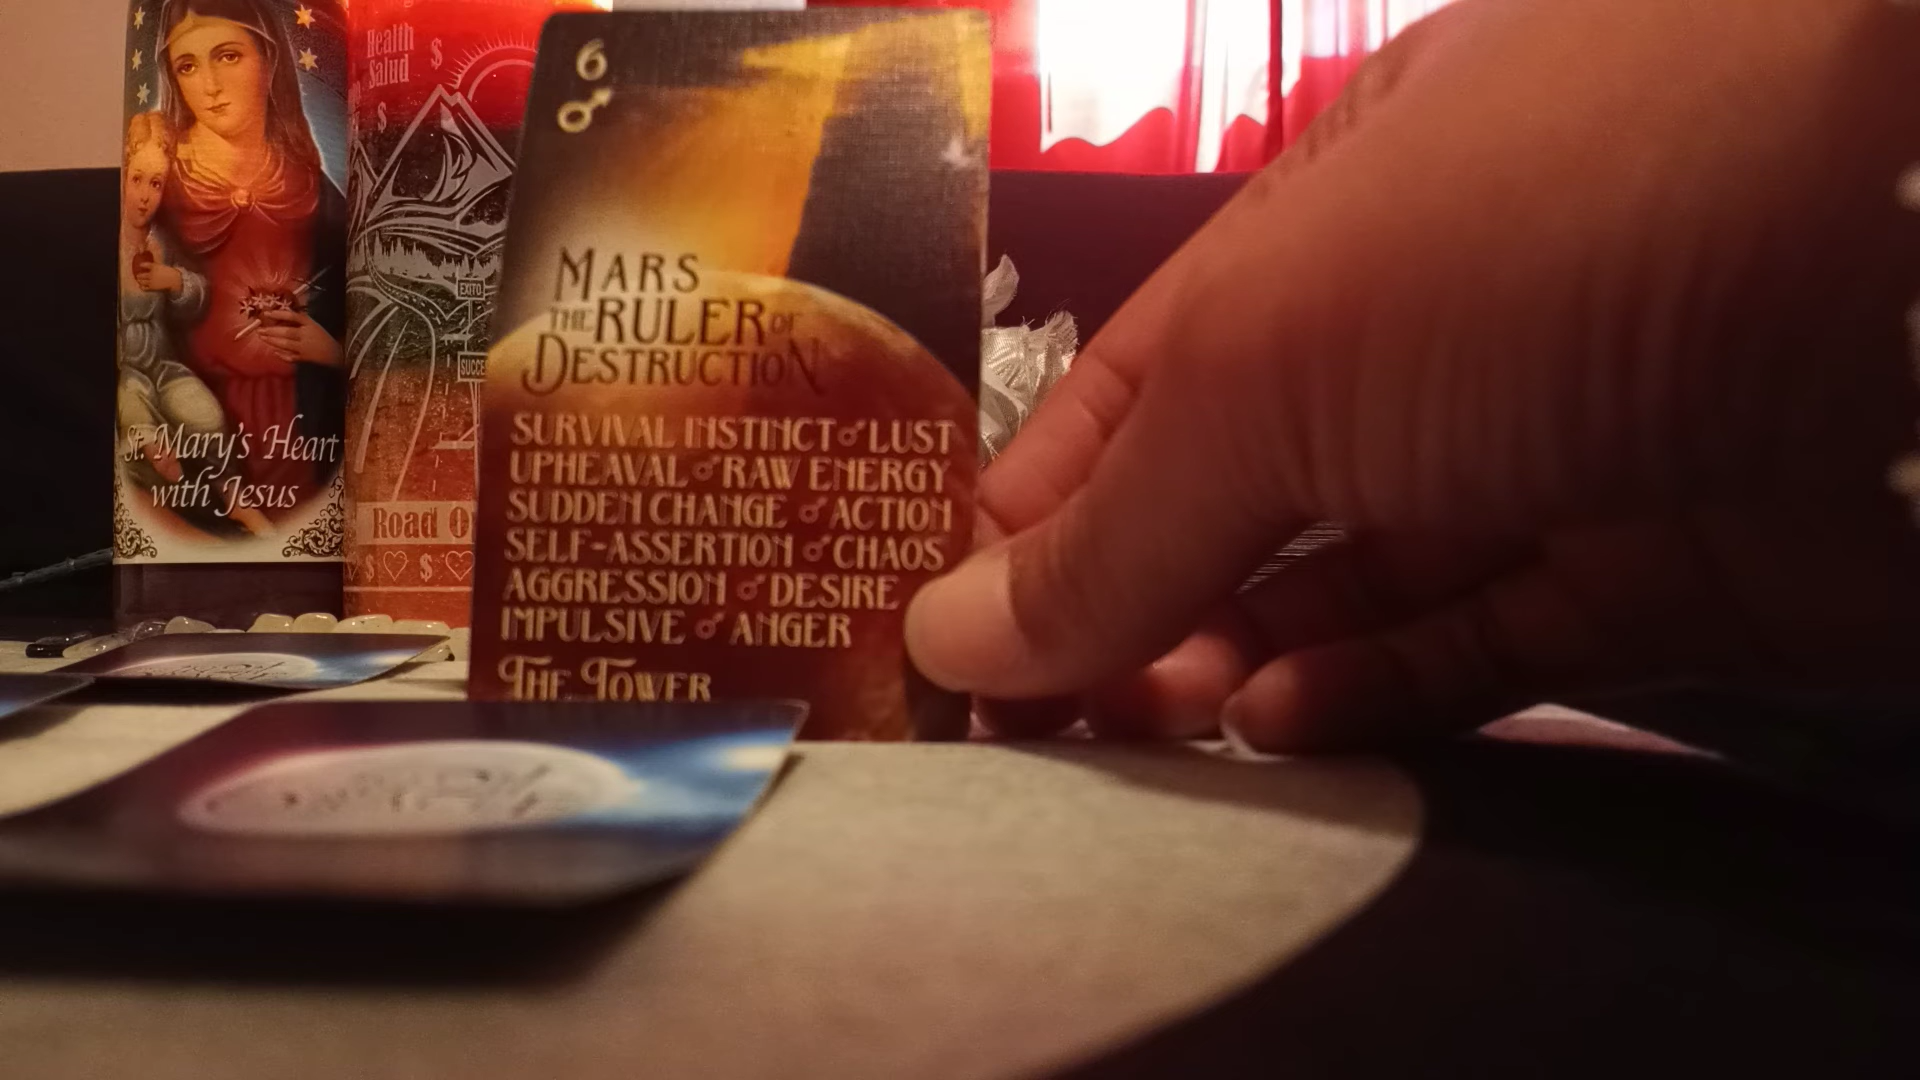 Health
Salud
$
$
EXITO
SUCCE
Road O
$ ♡ $ ♡
St. Mary's Heart
with Jesus
6
♂
MARS
THE RULER OF
DESTRUCTION
SURVIVAL INSTINCT ♂ LUST
UPHEAVAL ♂ RAW ENERGY
SUDDEN CHANGE ♂ ACTION
SELF-ASSERTION ♂ CHAOS
AGGRESSION ♂ DESIRE
IMPULSIVE ♂ ANGER
THE TOWER